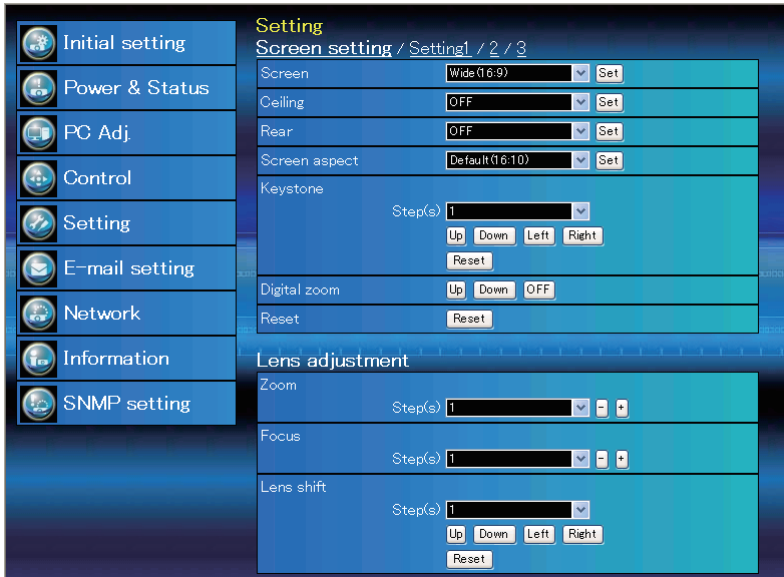 Initial setting
Power & Status
PC Adj.
Control
Setting
E-mail setting
Network
Information
SNMP setting
Setting
Screen setting / Setting1 / 2 / 3
Screen Wide(16:9) Set
Ceiling OFF Set
Rear OFF Set
Screen aspect Default(16:10) Set
Keystone
Step(s) 1
Up Down Left Right
Reset
Digital zoom Up Down OFF
Reset Reset
Lens adjustment
Zoom
Step(s) 1 - +
Focus
Step(s) 1 - +
Lens shift
Step(s) 1
Up Down Left Right
Reset